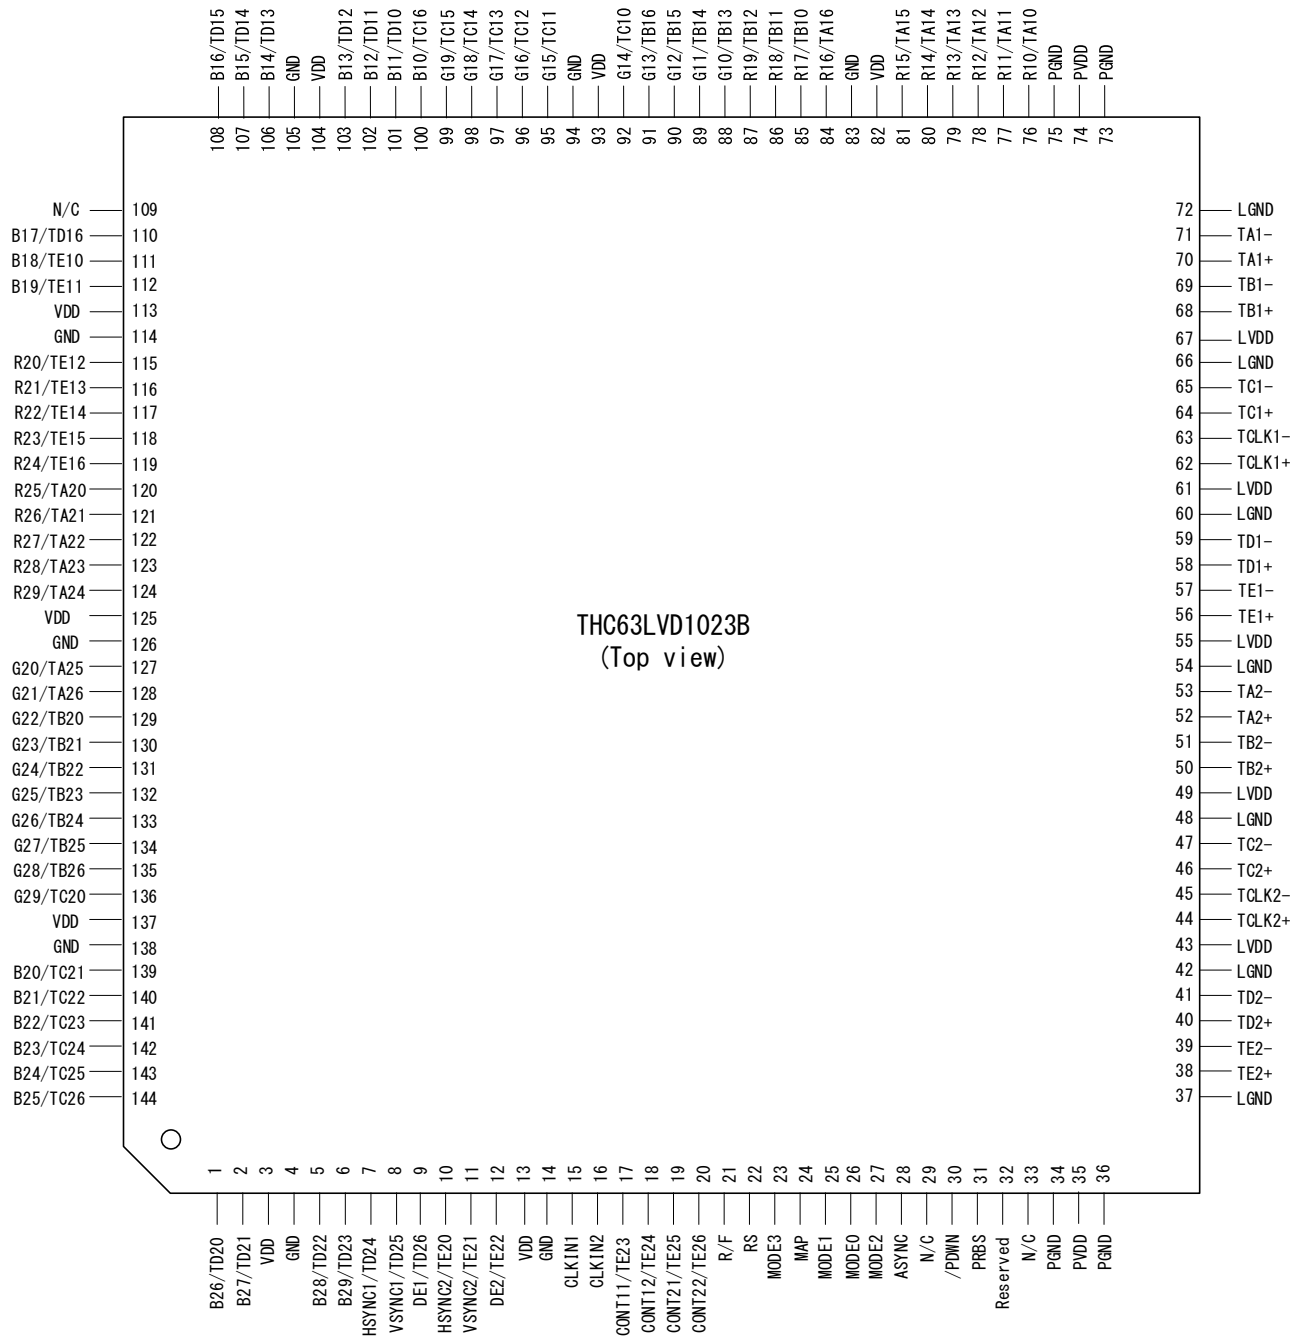 B16/TD15
B15/TD14
B14/TD13
GND
VDD
B13/TD12
B12/TD11
B11/TD10
B10/TC16
G19/TC15
G18/TC14
G17/TC13
G16/TC12
G15/TC11
GND
VDD
G14/TC10
G13/TB16
G12/TB15
G11/TB14
G10/TB13
R19/TB12
R18/TB11
R17/TB10
R16/TA16
GND
VDD
R15/TA15
R14/TA14
R13/TA13
R12/TA12
R11/TA11
R10/TA10
PGND
PVDD
PGND
108
107
106
105
104
103
102
101
100
99
98
97
96
95
94
93
92
91
90
89
88
87
86
85
84
83
82
81
80
79
78
77
76
75
74
73
N/C 109
B17/TD16 110
B18/TE10 111
B19/TE11 112
VDD 113
GND 114
R20/TE12 115
R21/TE13 116
R22/TE14 117
R23/TE15 118
R24/TE16 119
R25/TA20 120
R26/TA21 121
R27/TA22 122
R28/TA23 123
R29/TA24 124
VDD 125
GND 126
G20/TA25 127
G21/TA26 128
G22/TB20 129
G23/TB21 130
G24/TB22 131
G25/TB23 132
G26/TB24 133
G27/TB25 134
G28/TB26 135
G29/TC20 136
VDD 137
GND 138
B20/TC21 139
B21/TC22 140
B22/TC23 141
B23/TC24 142
B24/TC25 143
B25/TC26 144
THC63LVD1023B
(Top view)
72 LGND
71 TA1-
70 TA1+
69 TB1-
68 TB1+
67 LVDD
66 LGND
65 TC1-
64 TC1+
63 TCLK1-
62 TCLK1+
61 LVDD
60 LGND
59 TD1-
58 TD1+
57 TE1-
56 TE1+
55 LVDD
54 LGND
53 TA2-
52 TA2+
51 TB2-
50 TB2+
49 LVDD
48 LGND
47 TC2-
46 TC2+
45 TCLK2-
44 TCLK2+
43 LVDD
42 LGND
41 TD2-
40 TD2+
39 TE2-
38 TE2+
37 LGND
1
2
3
4
5
6
7
8
9
10
11
12
13
14
15
16
17
18
19
20
21
22
23
24
25
26
27
28
29
30
31
32
33
34
35
36
B26/TD20
B27/TD21
VDD
GND
B28/TD22
B29/TD23
HSYNC1/TD24
VSYNC1/TD25
DE1/TD26
HSYNC2/TE20
VSYNC2/TE21
DE2/TE22
VDD
GND
CLKIN1
CLKIN2
CONT11/TE23
CONT12/TE24
CONT21/TE25
CONT22/TE26
R/F
RS
MODE3
MAP
MODE1
MODE0
MODE2
ASYNC
N/C
/PDWN
PRBS
Reserved
N/C
PGND
PVDD
PGND